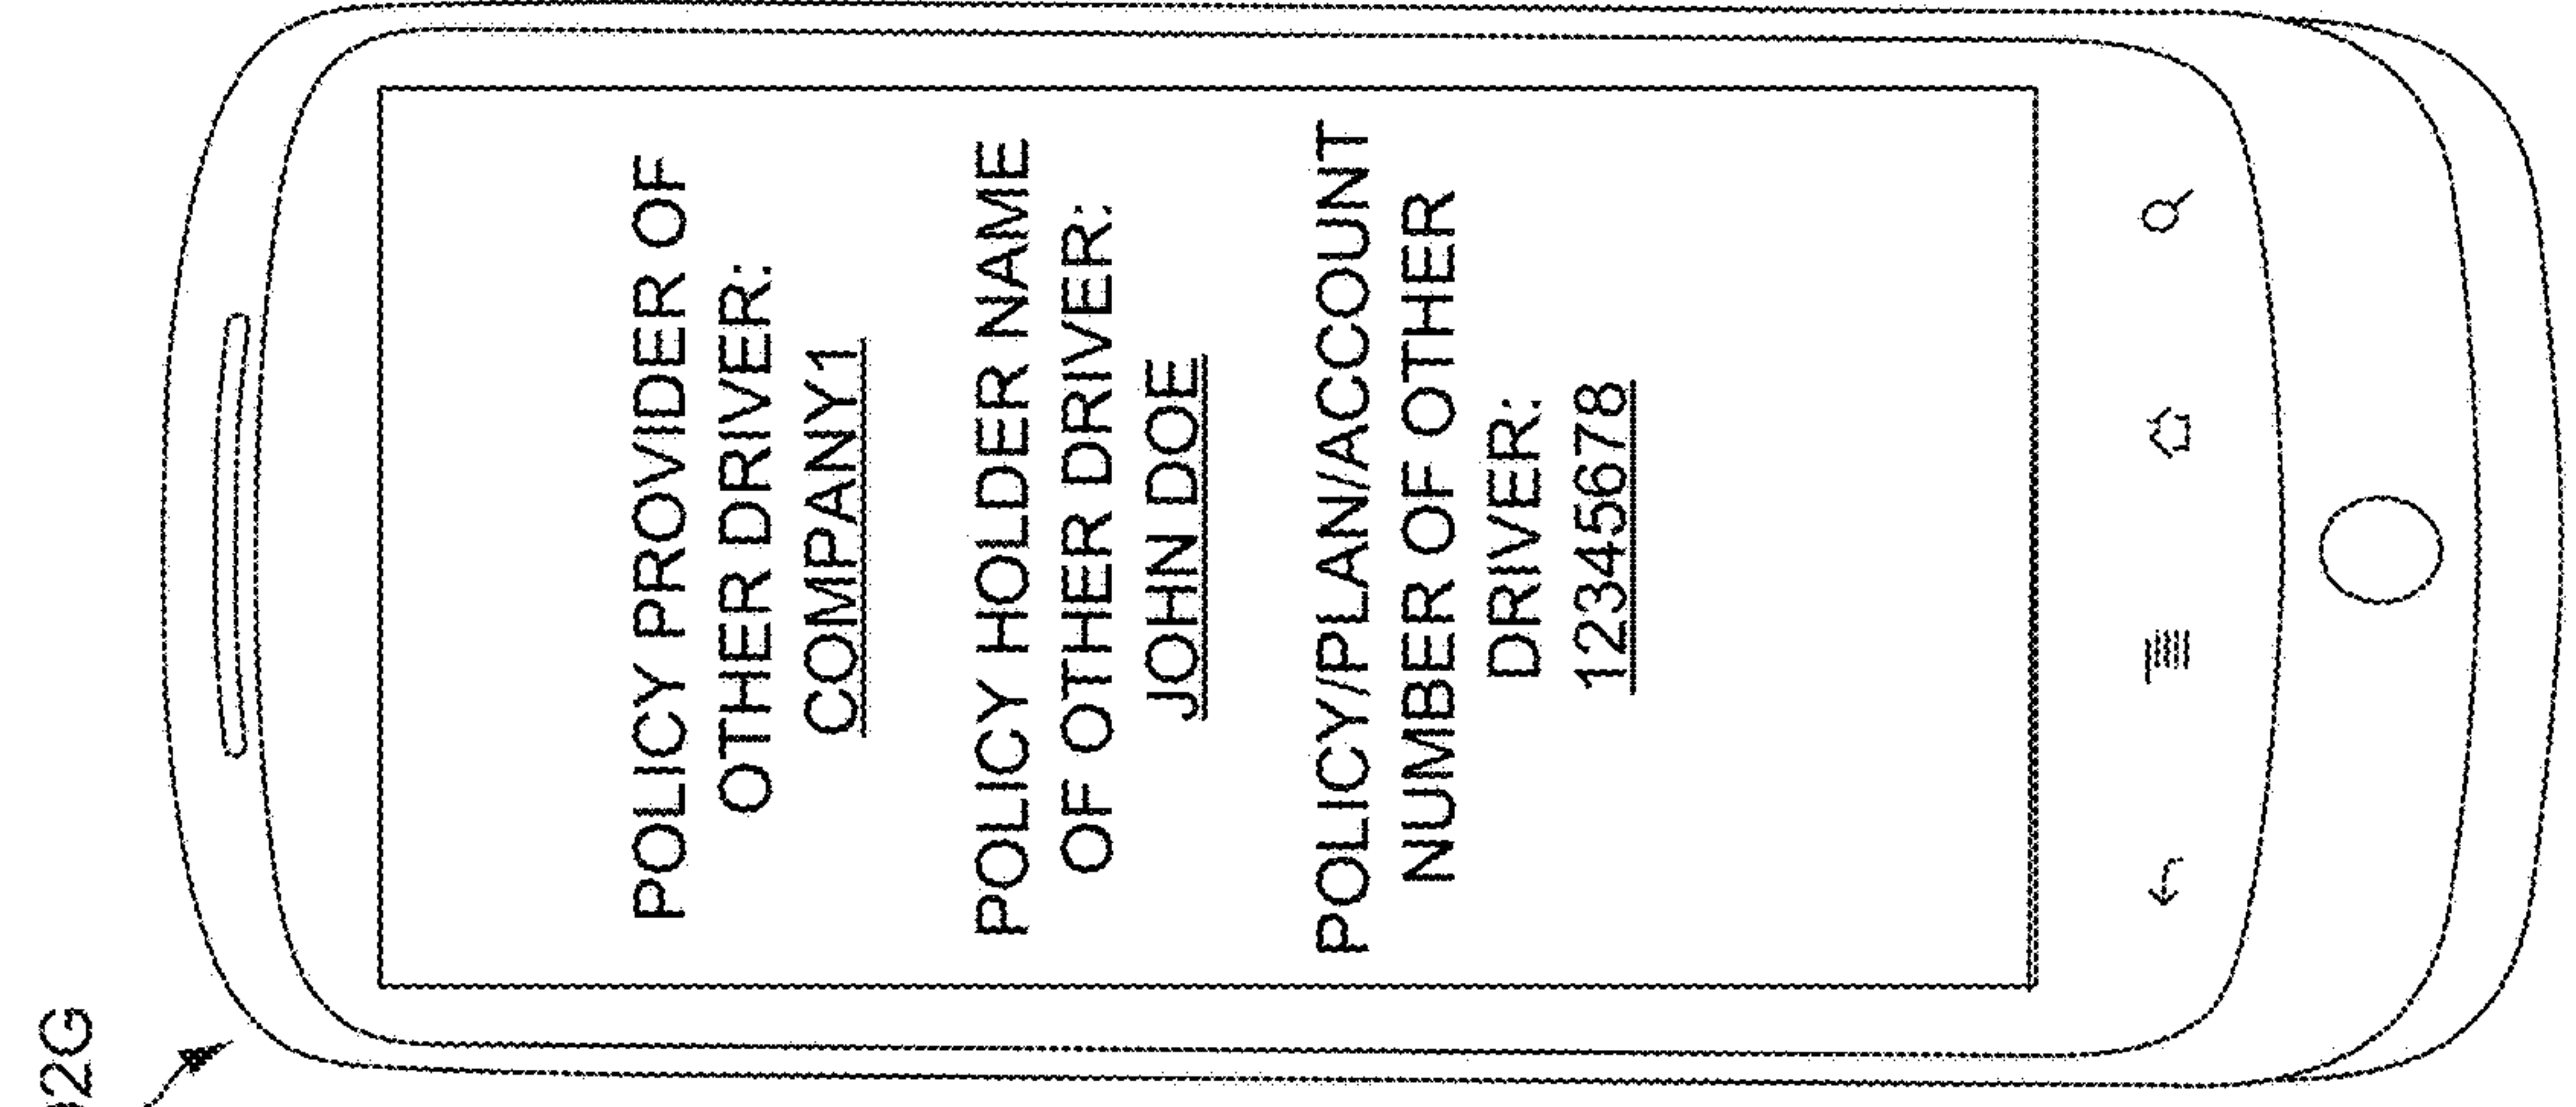 POLICY PROVIDER OF
OTHER DRIVER:
COMPANY1
POLICY HOLDER NAME
OF OTHER DRIVER:
JOHN DOE
POLICY/PLAN/ACCOUNT
NUMBER OF OTHER
DRIVER:
12345678